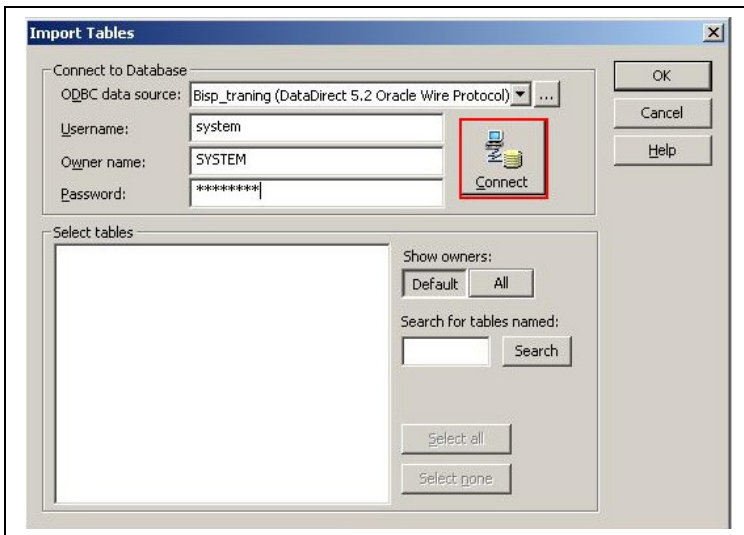 Import Tables
Connect to Database
ODBC data source: Bisp_traning (DataDirect 5.2 Oracle Wire Protocol) ...
Username: system
Owner name: SYSTEM
Password: ********
Connect
OK
Cancel
Help
Select tables
Show owners:
Default All
Search for tables named:
Search
Select all
Select none